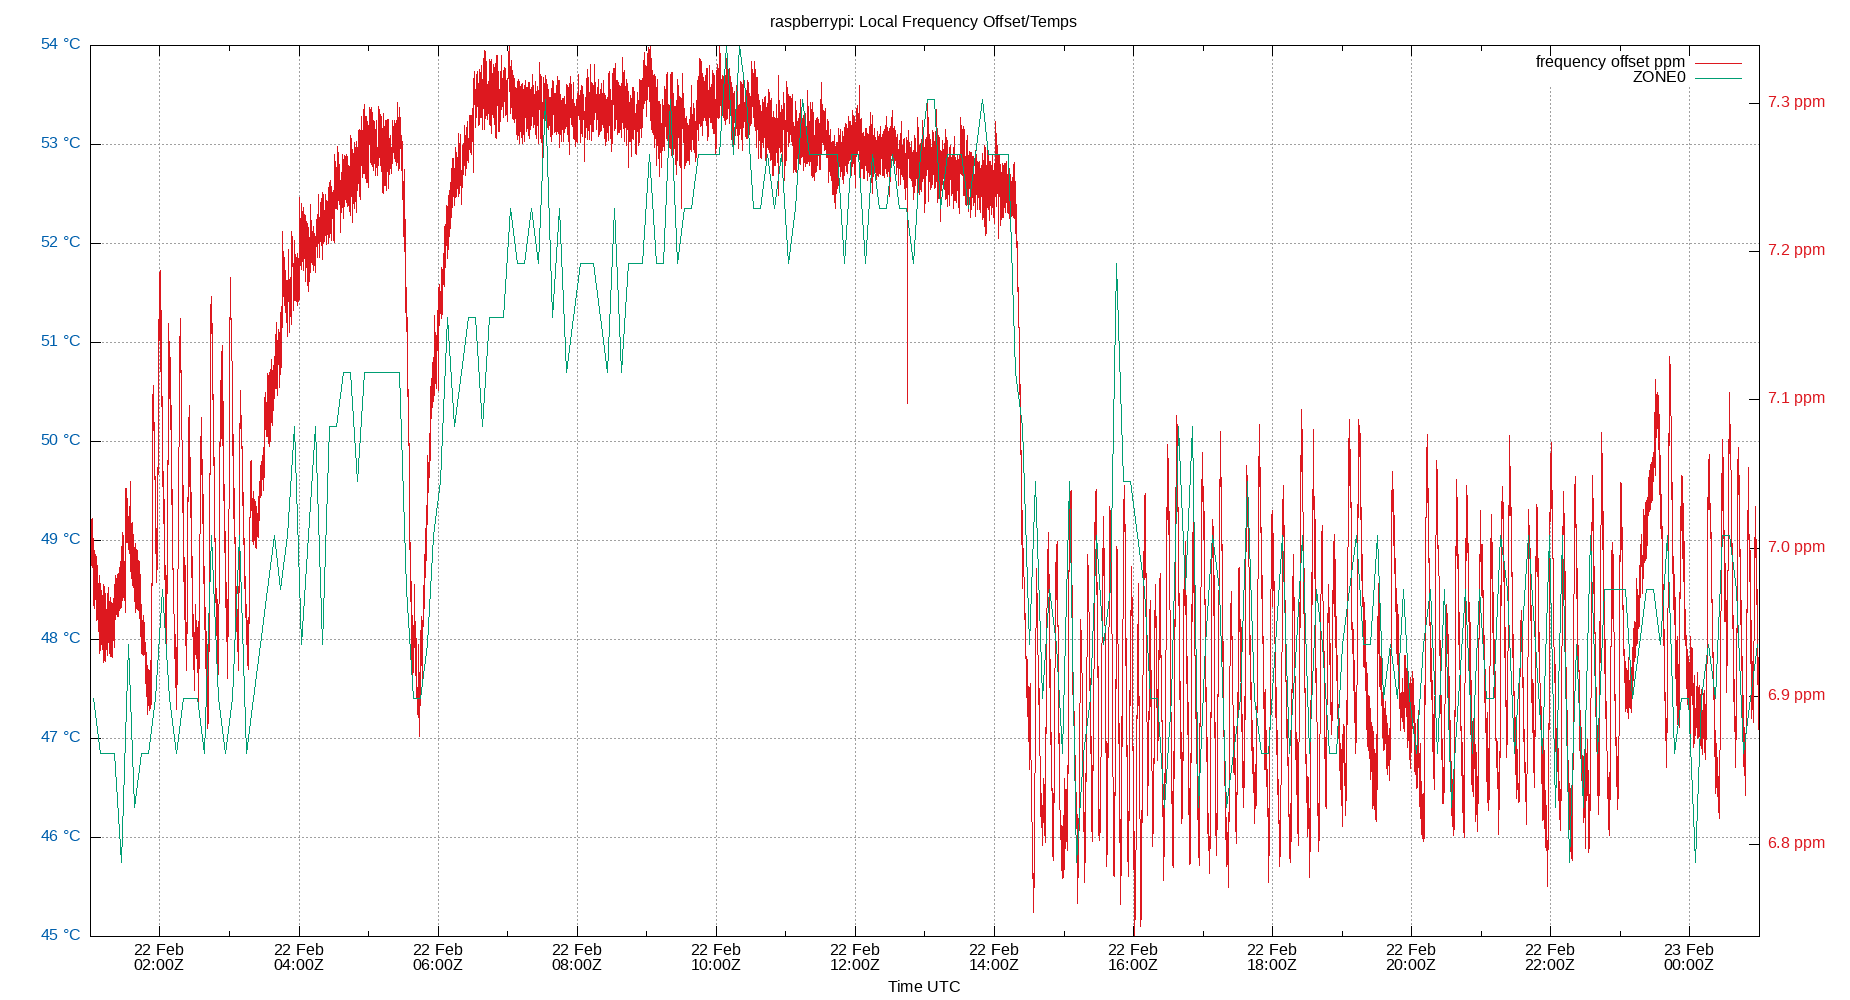 raspberrypi: Local Frequency Offset/Temps
54 °C
53 °C
52 °C
51 °C
50 °C
49 °C
48 °C
47 °C
46 °C
45 °C
frequency offset ppm
ZONE0
7.3 ppm
7.2 ppm
7.1 ppm
7.0 ppm
6.9 ppm
6.8 ppm
22 Feb
02:00Z
22 Feb
04:00Z
22 Feb
06:00Z
22 Feb
08:00Z
22 Feb
10:00Z
22 Feb
12:00Z
22 Feb
14:00Z
22 Feb
16:00Z
22 Feb
18:00Z
22 Feb
20:00Z
22 Feb
22:00Z
23 Feb
00:00Z
Time UTC